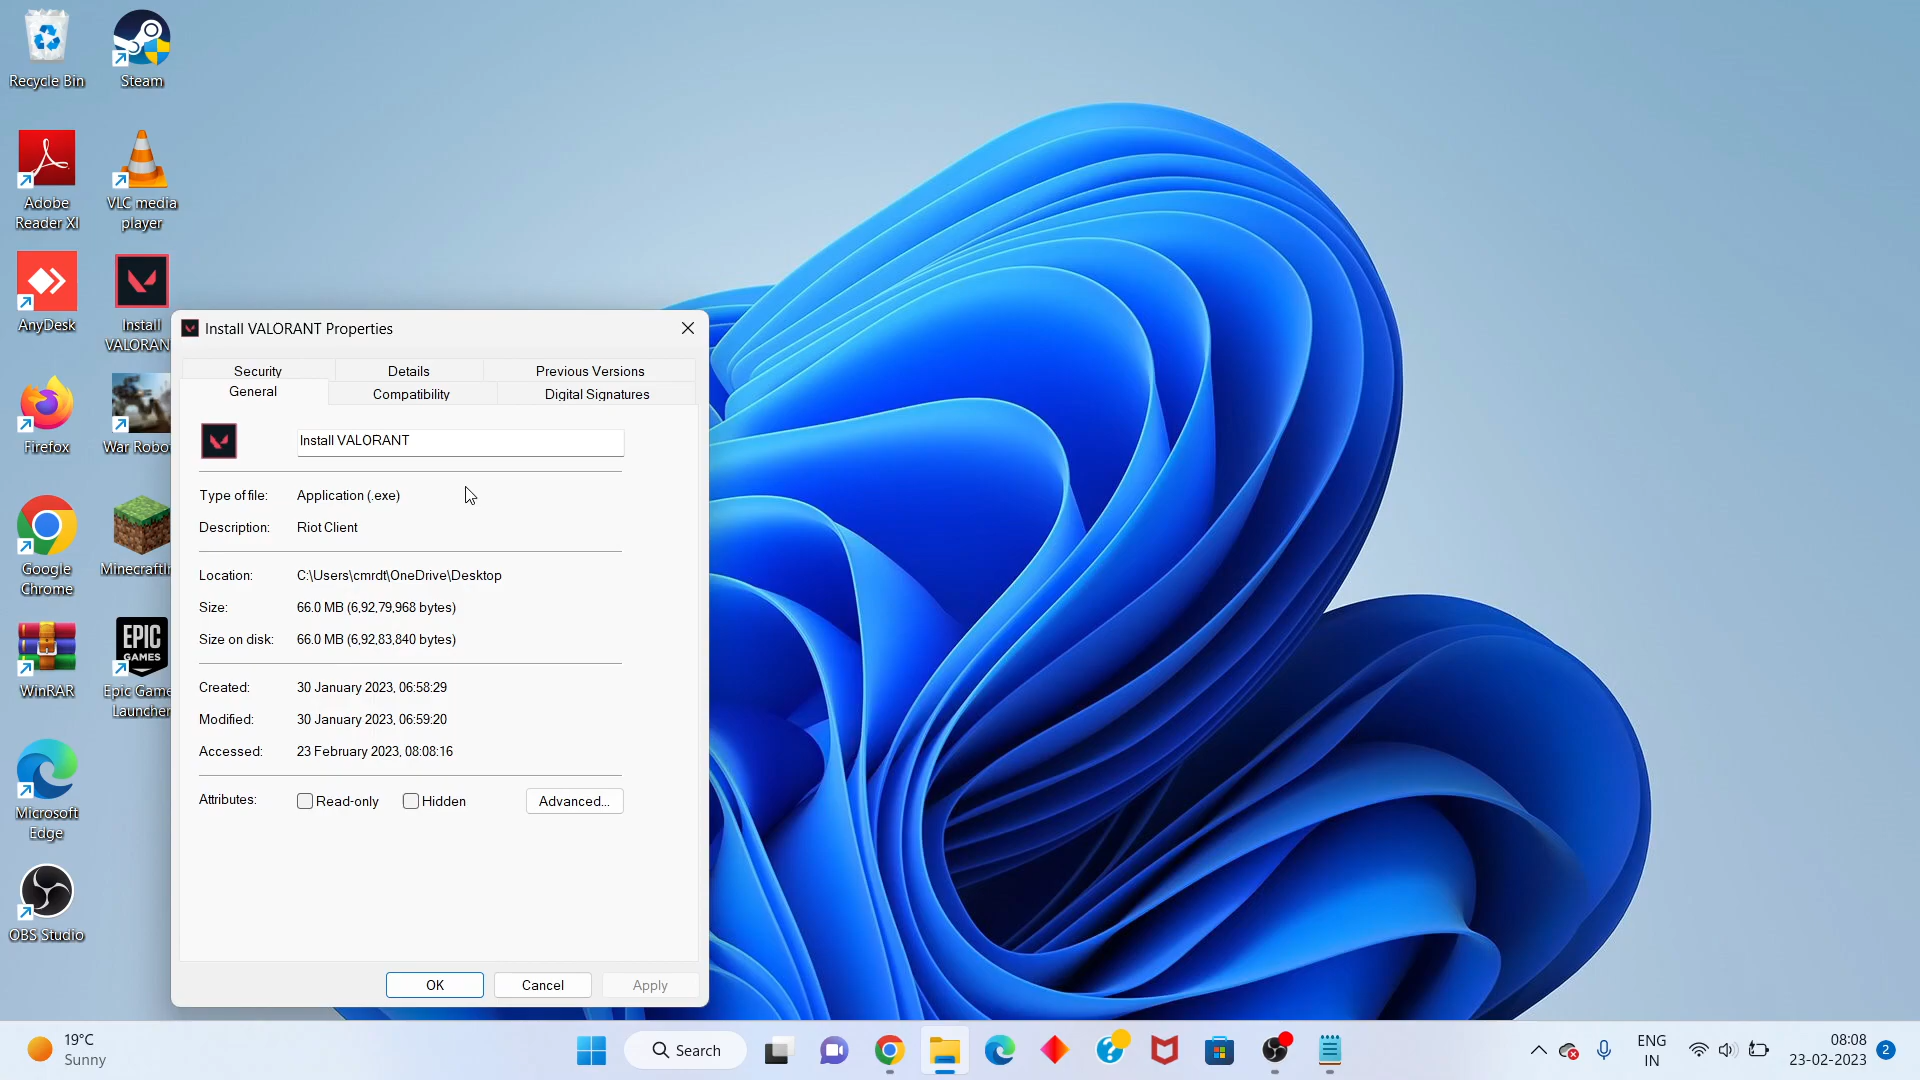 Recycle Bin
Steam
Adobe
Reader XI
VLC media
player
AnyDesk
Install
VALORAN
Firefox
War Robo
Google
Chrome
MinecraftIn
WinRAR
EPIC
GAMES
Epic Game
Launcher
Microsoft
Edge
OBS Studio
Install VALORANT Properties
Security
Details
Previous Versions
General
Compatibility
Digital Signatures
Install VALORANT
Type of file:
Application (.exe)
Description:
Riot Client
Location:
C:\Users\cmrdt\OneDrive\Desktop
Size:
66.0 MB (6,92,79,968 bytes)
Size on disk:
66.0 MB (6,92,83,840 bytes)
Created:
30 January 2023, 06:58:29
Modified:
30 January 2023, 06:59:20
Accessed:
23 February 2023, 08:08:16
Attributes:
Read-only
Hidden
Advanced...
OK
Cancel
Apply
19°C
Sunny
Search
ENG
IN
08:08
23-02-2023
2